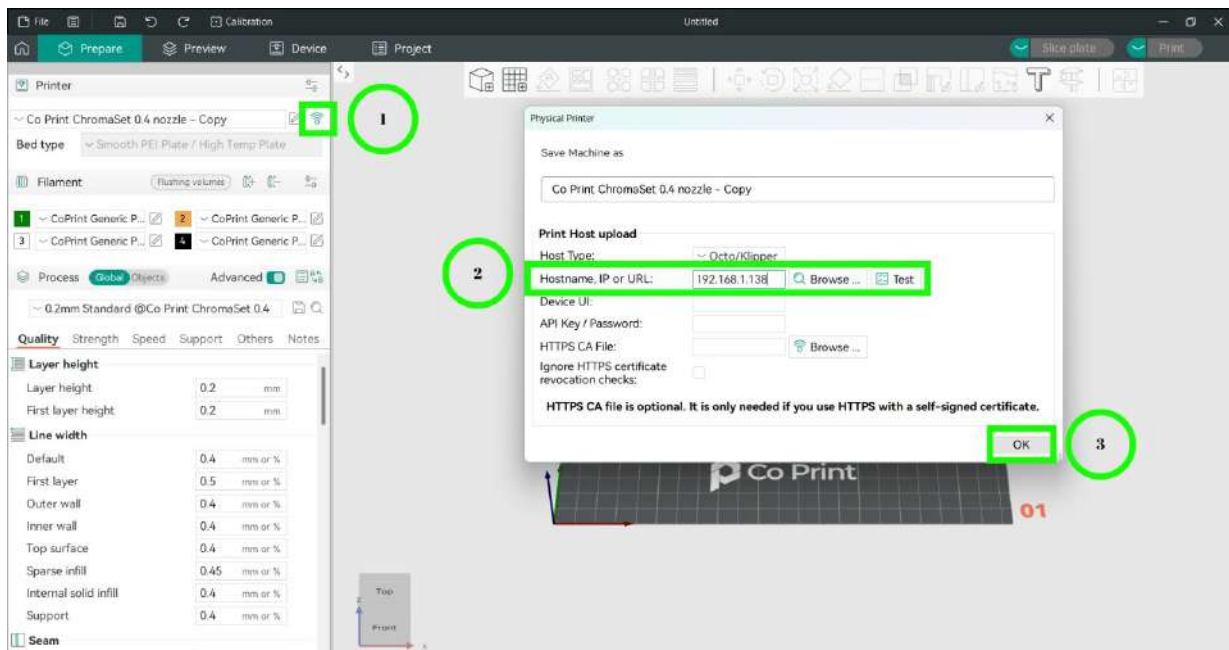 File Calibration Untitled
Prepare Preview Device Project Slice plate Print
Printer
Co Print ChromaSet 0.4 nozzle - Copy
Bed type Smooth PEI Plate / High Temp Plate
Filament Flushing volumes
1 CoPrint Generic P... 2 CoPrint Generic P...
3 CoPrint Generic P... 4 CoPrint Generic P...
Process Global Objects Advanced
0.2mm Standard @Co Print ChromaSet 0.4
Quality Strength Speed Support Others Notes
Layer height
Layer height 0.2 mm
First layer height 0.2 mm
Line width
Default 0.4 mm or %
First layer 0.5 mm or %
Outer wall 0.4 mm or %
Inner wall 0.4 mm or %
Top surface 0.4 mm or %
Sparse infill 0.45 mm or %
Internal solid infill 0.4 mm or %
Support 0.4 mm or %
Seam
1
Physical Printer
Save Machine as
Co Print ChromaSet 0.4 nozzle - Copy
Print Host upload
Host Type: Octo/Klipper
2
Hostname, IP or URL: 192.168.1.138 Browse ... Test
Device UI:
API Key / Password:
HTTPS CA File: Browse ...
Ignore HTTPS certificate
revocation checks:
HTTPS CA file is optional. It is only needed if you use HTTPS with a self-signed certificate.
OK
3
Co Print
01
Top
Front
z
x